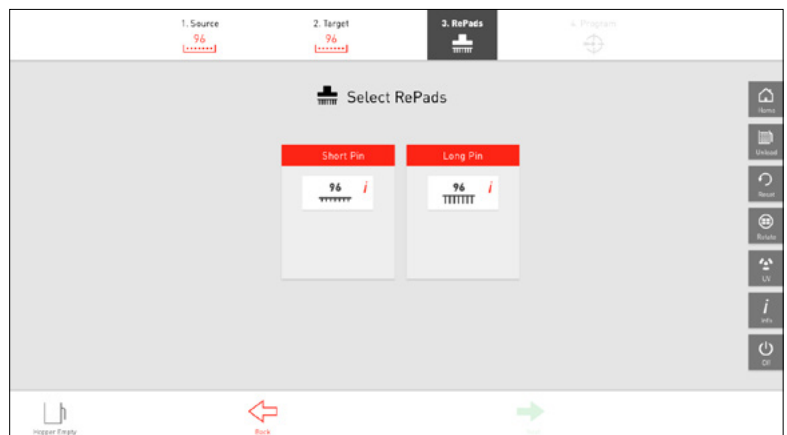 1. Source
96
2. Target
96
3. RePads
4. Program
Select RePads
Short Pin
Long Pin
96 i
96 i
Home
Unload
Reset
Rotate
UV
i
Info
Off
Hopper Empty
Back